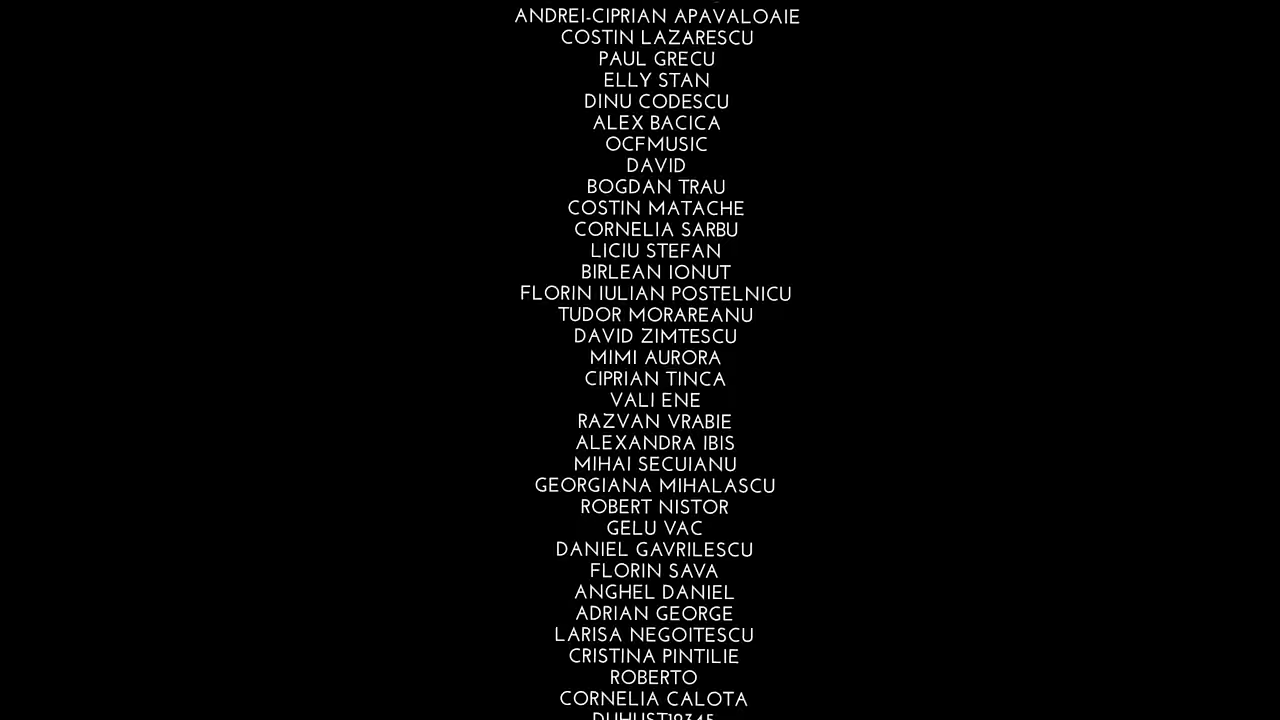 ANDREI-CIPRIAN APAVALOAIE
COSTIN LAZARESCU
PAUL GRECU
ELLY STAN
DINU CODESCU
ALEX BACICA
OCFMUSIC
DAVID
BOGDAN TRAU
COSTIN MATACHE
CORNELIA SARBU
LICIU STEFAN
BIRLEAN IONUT
FLORIN IULIAN POSTELNICU
TUDOR MORAREANU
DAVID ZIMTESCU
MIMI AURORA
CIPRIAN TINCA
VALI ENE
RAZVAN VRABIE
ALEXANDRA IBIS
MIHAI SECUIANU
GEORGIANA MIHALASCU
ROBERT NISTOR
GELU VAC
DANIEL GAVRILESCU
FLORIN SAVA
ANGHEL DANIEL
ADRIAN GEORGE
LARISA NEGOITESCU
CRISTINA PINTILIE
ROBERTO
CORNELIA CALOTA